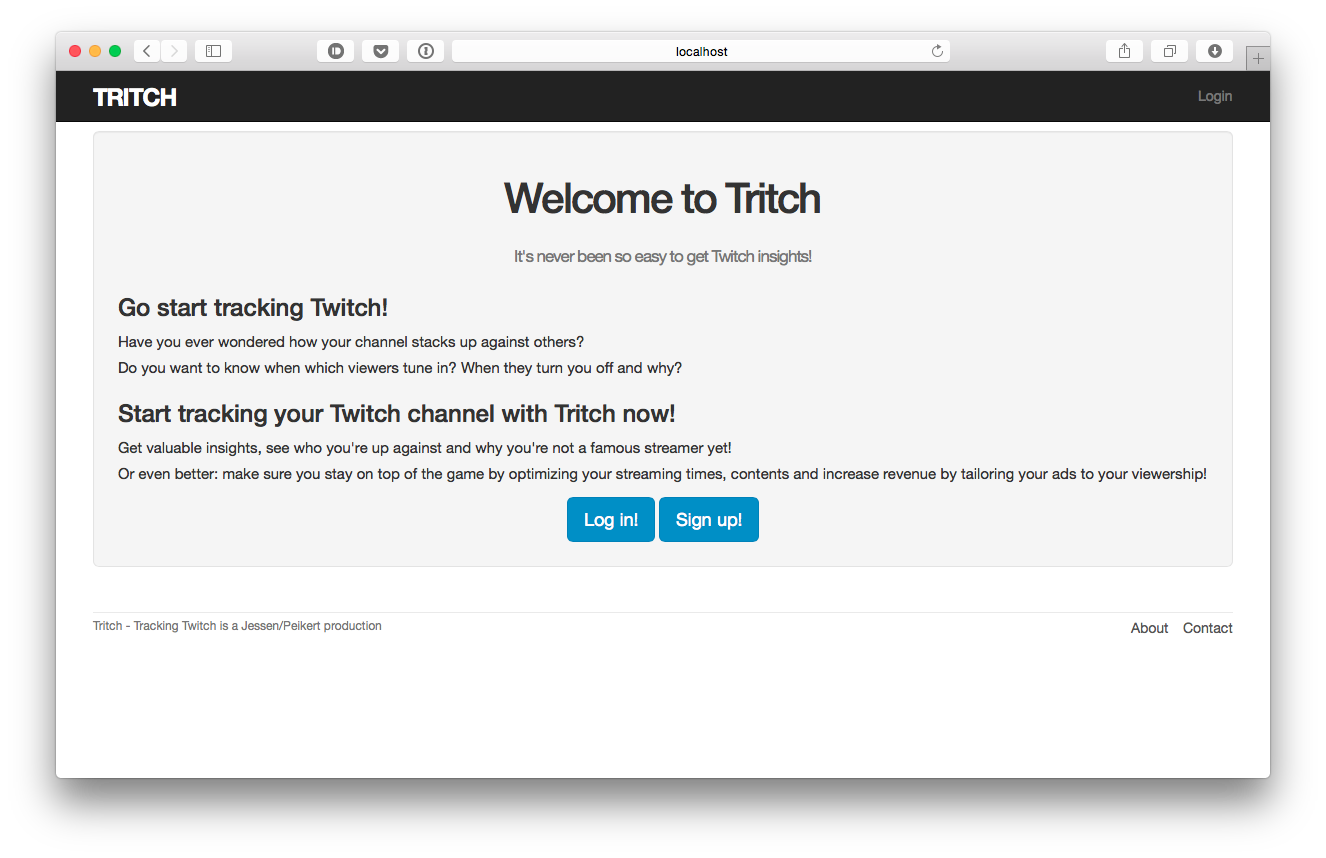 localhost
TRITCH
Login
Welcome to Tritch
It's never been so easy to get Twitch insights!
Go start tracking Twitch!
Have you ever wondered how your channel stacks up against others?
Do you want to know when which viewers tune in? When they turn you off and why?
Start tracking your Twitch channel with Tritch now!
Get valuable insights, see who you're up against and why you're not a famous streamer yet!
Or even better: make sure you stay on top of the game by optimizing your streaming times, contents and increase revenue by tailoring your ads to your viewership!
Log in! Sign up!
Tritch - Tracking Twitch is a Jessen/Peikert production
About Contact